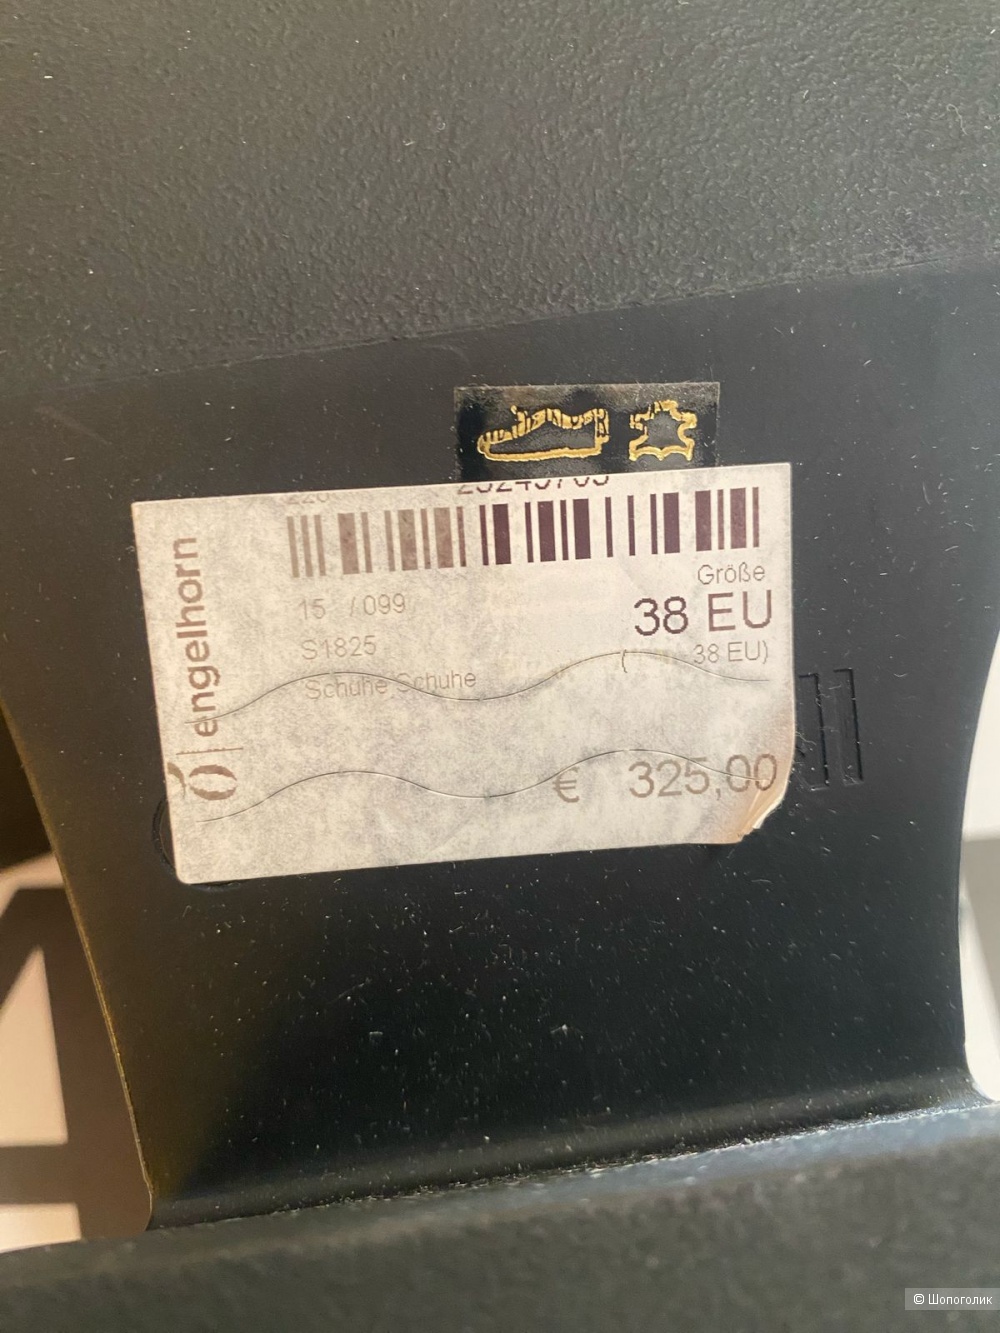 engelhorn
15 / 099
S1825
Schuhe Schuhe
Größe
38 EU
( 38 EU)
€ 325,00
© Шопоголик